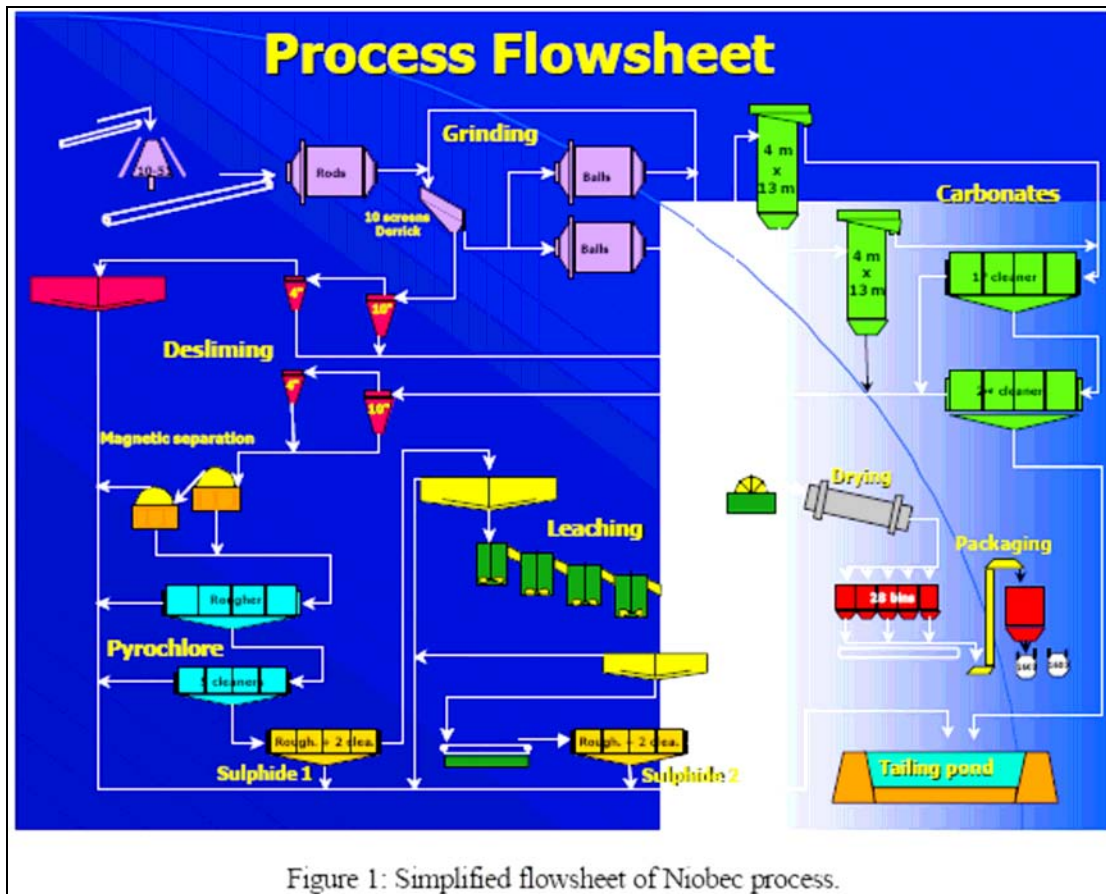 Process Flowsheet
Grinding
Rods
Balls
10 screens
Derrick
Balls
4 m
x
13 m
4 m
x
13 m
Carbonates
cleaner
cleaner
4"
10"
Desliming
4"
10"
Magnetic separation
Rougher
Pyrochlore
cleaners
Rough. + 2 clea.
Sulphide 1
Leaching
Rough. + 2 clea.
Sulphide 2
Drying
Packaging
28 bins
Tailing pond
Figure 1: Simplified flowsheet of Niobec process.